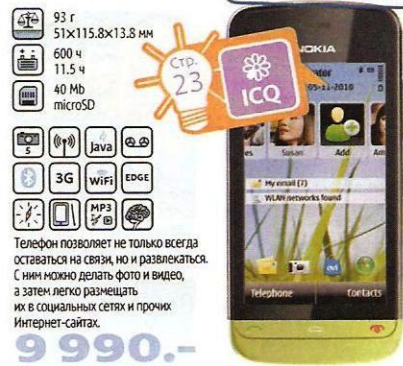 93 г
51×115.8×13.8 мм
600 ч
11.5 ч
40 Mb
microSD
5
Java
3G
WiFi
EDGE
MP3
Телефон позволяет не только всегда
оставаться на связи, но и развлекаться.
С ним можно делать фото и видео,
а затем легко размещать
их в социальных сетях и прочих
Интернет-сайтах.
9 990.-
Стр.
23
ICQ
NOKIA
05-11-2010
Susan
Add
My email (7)
WLAN networks found
ovi
Telephone
Contacts